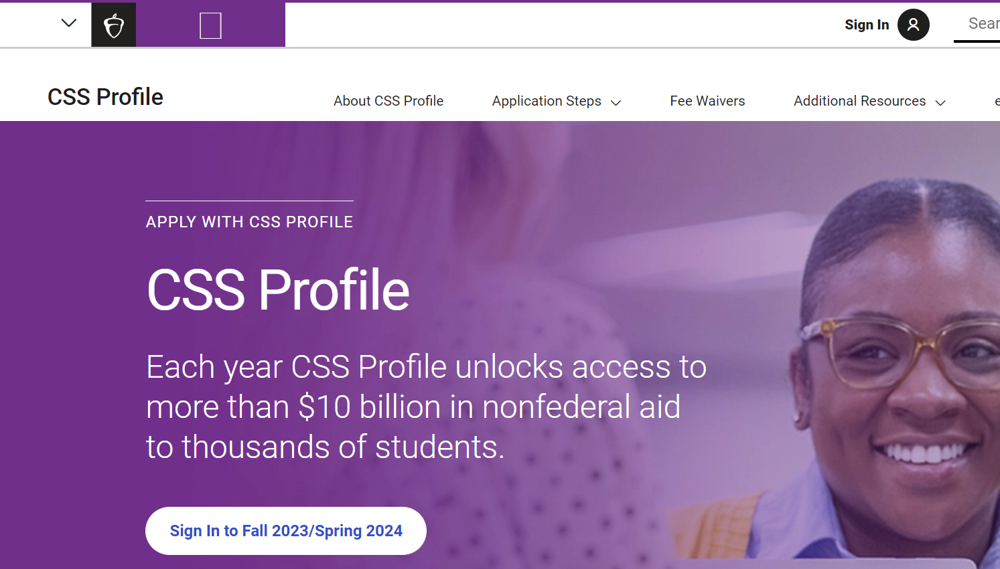 Sign In
CSS Profile
About CSS Profile
Application Steps
Fee Waivers
Additional Resources
APPLY WITH CSS PROFILE
CSS Profile
Each year CSS Profile unlocks access to
more than $10 billion in nonfederal aid
to thousands of students.
Sign In to Fall 2023/Spring 2024